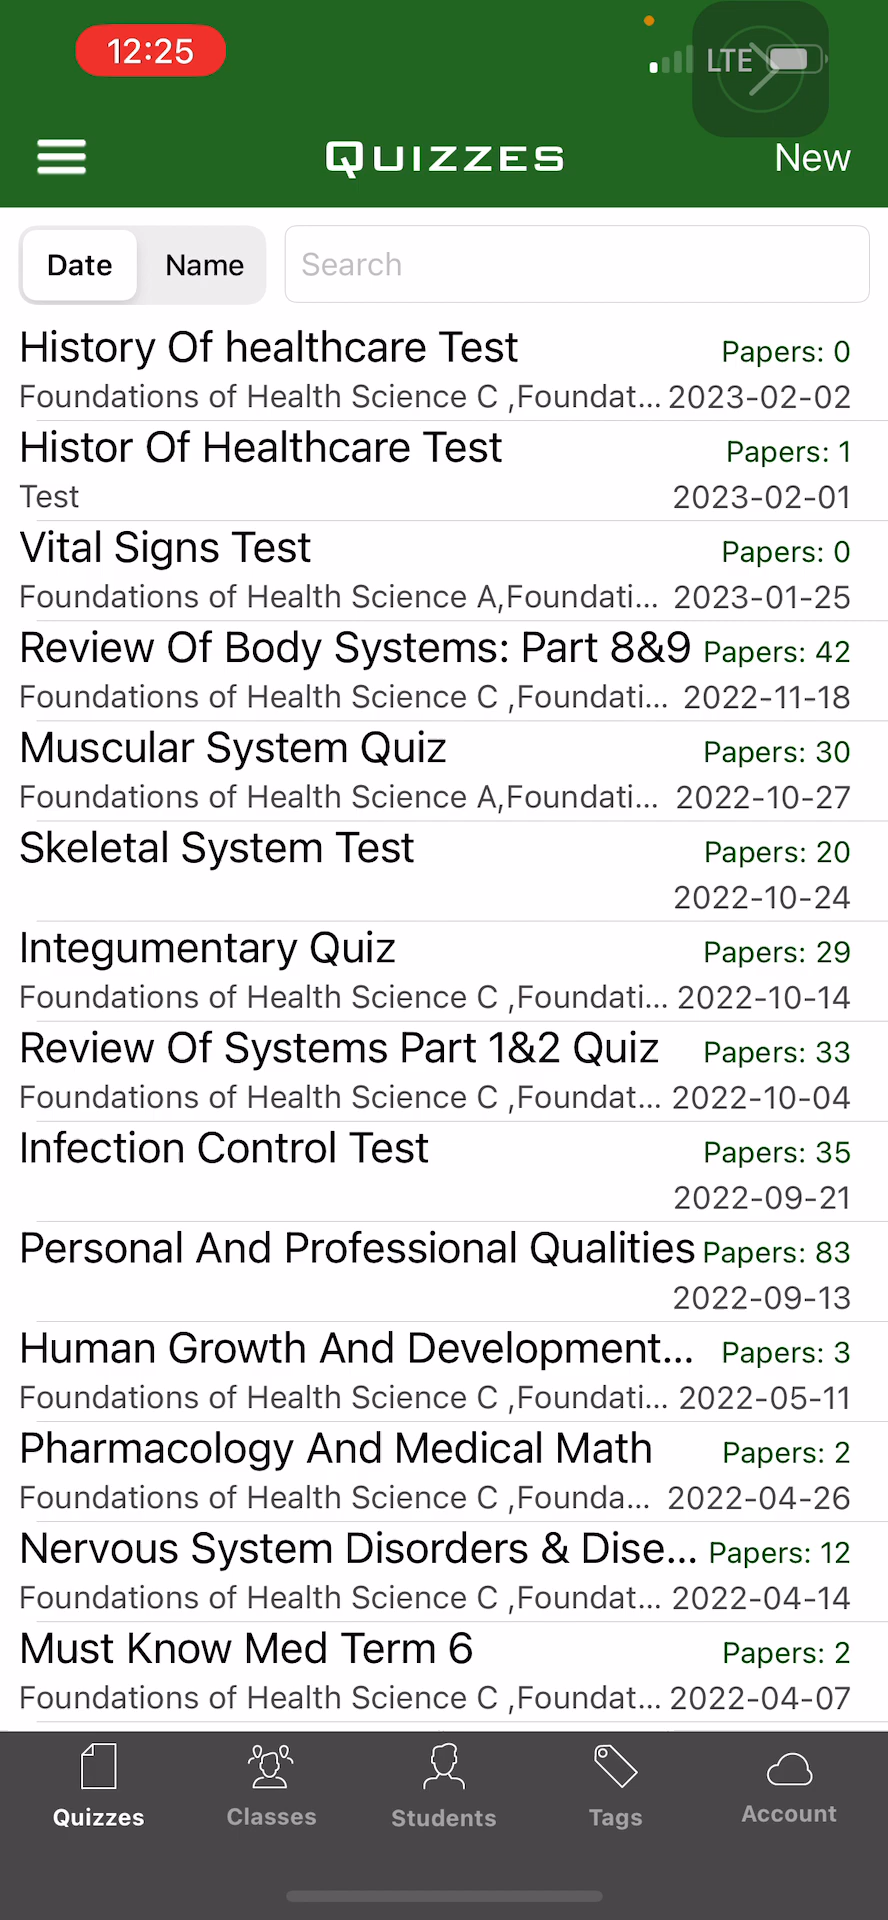 12:25
LTE
Quizzes
New
Date
Name
Search
History Of healthcare Test
Papers: 0
Foundations of Health Science C ,Foundat... 2023-02-02
Histor Of Healthcare Test
Papers: 1
Test
2023-02-01
Vital Signs Test
Papers: 0
Foundations of Health Science A,Foundati... 2023-01-25
Review Of Body Systems: Part 8&9 Papers: 42
Foundations of Health Science C ,Foundati... 2022-11-18
Muscular System Quiz
Papers: 30
Foundations of Health Science A,Foundati... 2022-10-27
Skeletal System Test
Papers: 20
2022-10-24
Integumentary Quiz
Papers: 29
Foundations of Health Science C ,Foundati... 2022-10-14
Review Of Systems Part 1&2 Quiz
Papers: 33
Foundations of Health Science C ,Foundat... 2022-10-04
Infection Control Test
Papers: 35
2022-09-21
Personal And Professional Qualities Papers: 83
2022-09-13
Human Growth And Development... Papers: 3
Foundations of Health Science C ,Foundati... 2022-05-11
Pharmacology And Medical Math
Papers: 2
Foundations of Health Science C ,Founda... 2022-04-26
Nervous System Disorders & Dise... Papers: 12
Foundations of Health Science C ,Foundat... 2022-04-14
Must Know Med Term 6
Papers: 2
Foundations of Health Science C ,Foundat... 2022-04-07
Quizzes
Classes
Students
Tags
Account